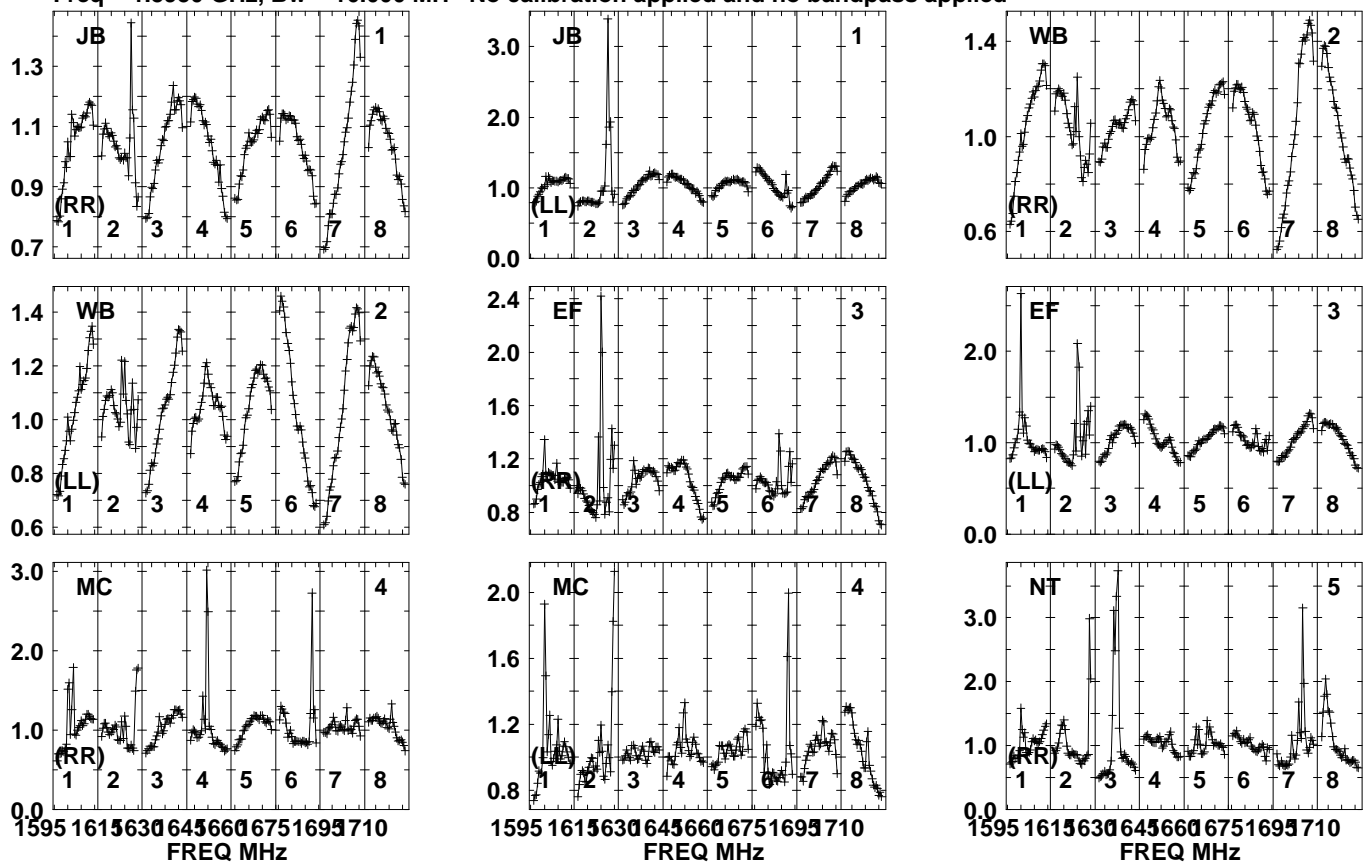 JB 1 JB 1 WB 2
1.3 3.0 1.4
1.1 2.0 1.0
0.9 1.0
(RR) (LL) (RR)
0.7 1 2 3 4 5 6 7 8 0.0 1 2 3 4 5 6 7 8 0.6 1 2 3 4 5 6 7 8
WB 2 EF 3 EF 3
1.4 2.4
1.2 2.0 2.0
1.0 1.6
0.8 1.2 1.0
(LL) (RR) (LL)
0.6 1 2 3 4 5 6 7 8 0.8 1 2 3 4 5 6 7 8 0.0 1 2 3 4 5 6 7 8
MC 4 MC 4 NT 5
3.0 2.0 3.0
2.0 1.6 2.0
1.0 1.2 1.0
(RR) (LL) (RR)
0.0 1 2 3 4 5 6 7 8 0.8 1 2 3 4 5 6 7 8 0.0 1 2 3 4 5 6 7 8
1595 1615 1630 1645 1660 1675 1695 1710 1595 1615 1630 1645 1660 1675 1695 1710 1595 1615 1630 1645 1660 1675 1695 1710
FREQ MHz FREQ MHz FREQ MHz